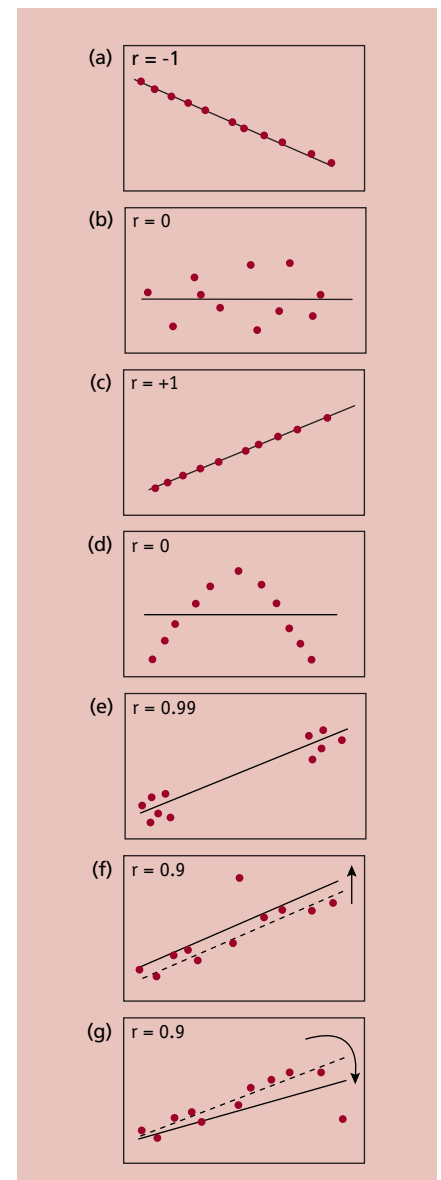 (a) r = -1
(b) r = 0
(c) r = +1
(d) r = 0
(e) r = 0.99
(f) r = 0.9
(g) r = 0.9